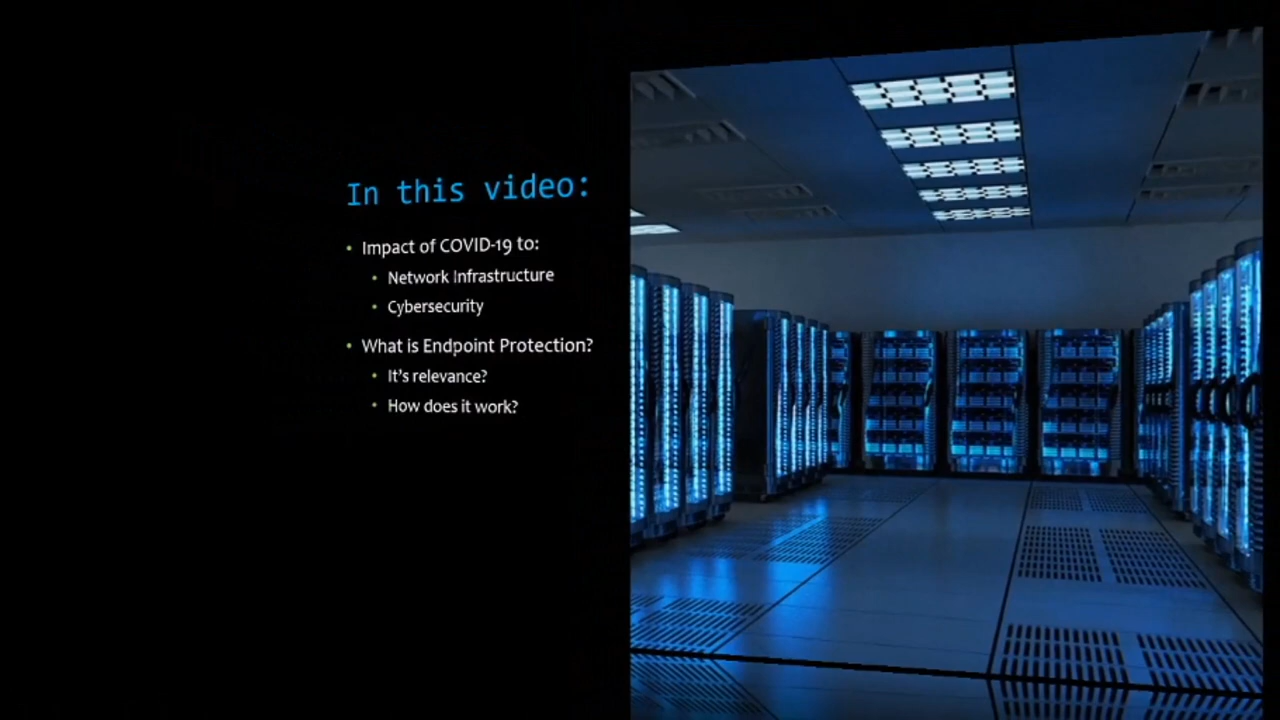 In this video:
Impact of COVID-19 to:
Network Infrastructure
Cybersecurity
What is Endpoint Protection?
It's relevance?
How does it work?